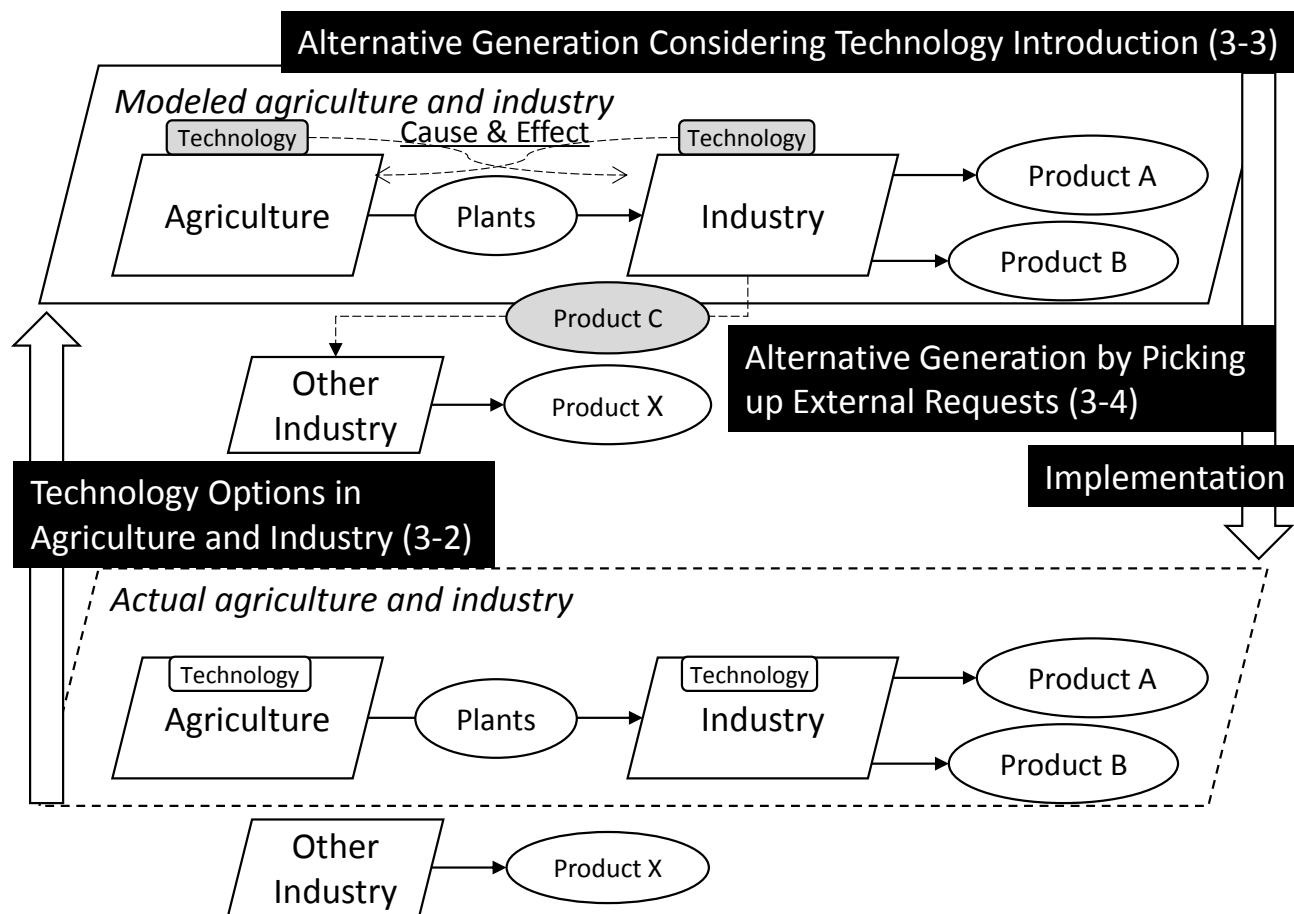 Alternative Generation Considering Technology Introduction (3-3)
Modeled agriculture and industry
Technology
Cause & Effect
Technology
Agriculture
Plants
Industry
Product A
Product B
Product C
Other
Industry
Product X
Alternative Generation by Picking
up External Requests (3-4)
Implementation
Technology Options in
Agriculture and Industry (3-2)
Actual agriculture and industry
Technology
Agriculture
Plants
Technology
Industry
Product A
Product B
Other
Industry
Product X